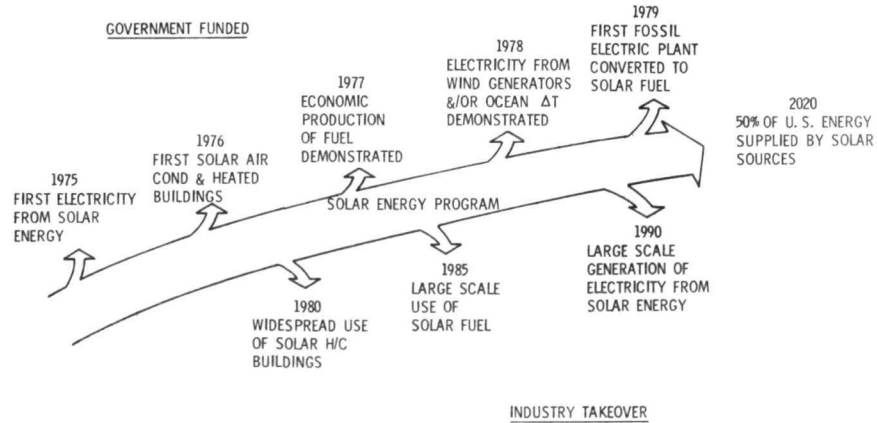 GOVERNMENT FUNDED
1975
FIRST ELECTRICITY
FROM SOLAR
ENERGY
1976
FIRST SOLAR AIR
COND & HEATED
BUILDINGS
1977
ECONOMIC
PRODUCTION
OF FUEL
DEMONSTRATED
1978
ELECTRICITY FROM
WIND GENERATORS
&/OR OCEAN ΔT
DEMONSTRATED
1979
FIRST FOSSIL
ELECTRIC PLANT
CONVERTED TO
SOLAR FUEL
2020
50% OF U. S. ENERGY
SUPPLIED BY SOLAR
SOURCES
SOLAR ENERGY PROGRAM
1980
WIDESPREAD USE
OF SOLAR H/C
BUILDINGS
1985
LARGE SCALE
USE OF
SOLAR FUEL
1990
LARGE SCALE
GENERATION OF
ELECTRICITY FROM
SOLAR ENERGY
INDUSTRY TAKEOVER